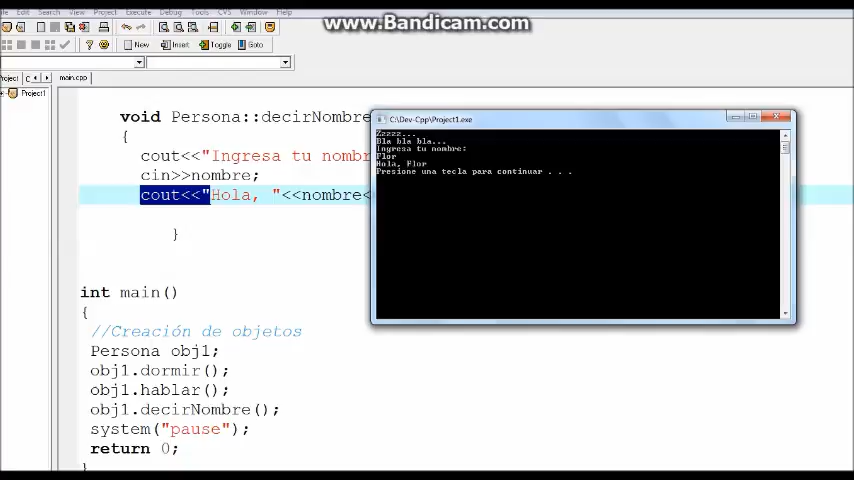 www.Bandicam.com
File Edit Search View Project Execute Debug Tools CVS Window Help
New Insert Toggle Goto
Project C main.cpp
Project1
void Persona::decirNombre
{
cout<<"Ingresa tu nombr
cin>>nombre;
cout<<"Hola, "<<nombre<
}
int main()
{
//Creación de objetos
Persona obj1;
obj1.dormir();
obj1.hablar();
obj1.decirNombre();
system("pause");
return 0;
}
C:\Dev-Cpp\Project1.exe
Zzzzz...
Bla bla bla...
Ingresa tu nombre:
Flor
Hola, Flor
Presione una tecla para continuar . . .